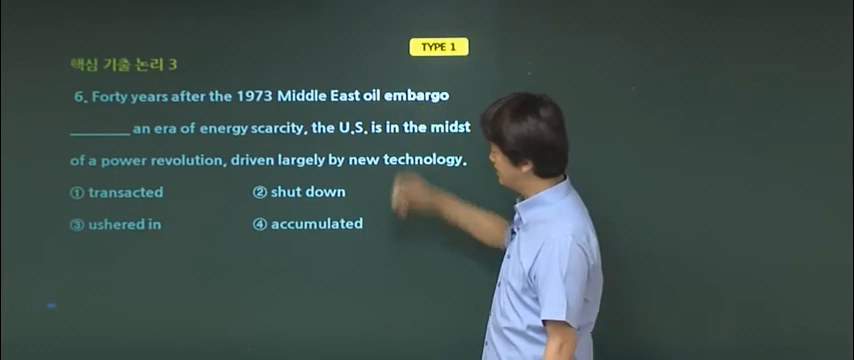 TYPE 1
핵심 기출 논리 3
6. Forty years after the 1973 Middle East oil embargo
________ an era of energy scarcity, the U.S. is in the midst
of a power revolution, driven largely by new technology.
① transacted ② shut down
③ ushered in ④ accumulated